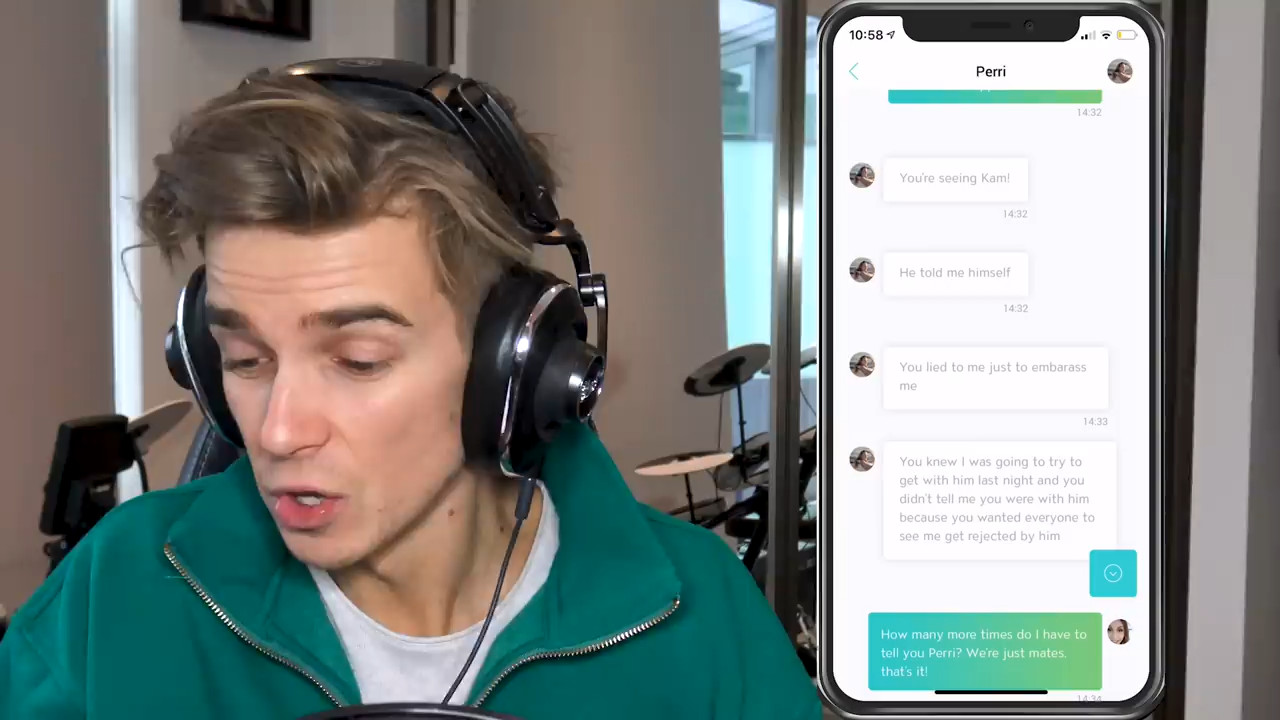 10:58
Perri
14:32
You're seeing Kam!
14:32
He told me himself
14:32
You lied to me just to embarass
me
14:33
You knew I was going to try to
get with him last night and you
didn't tell me you were with him
because you wanted everyone to
see me get rejected by him
How many more times do I have to
tell you Perri? We're just mates,
that's it!
14:34